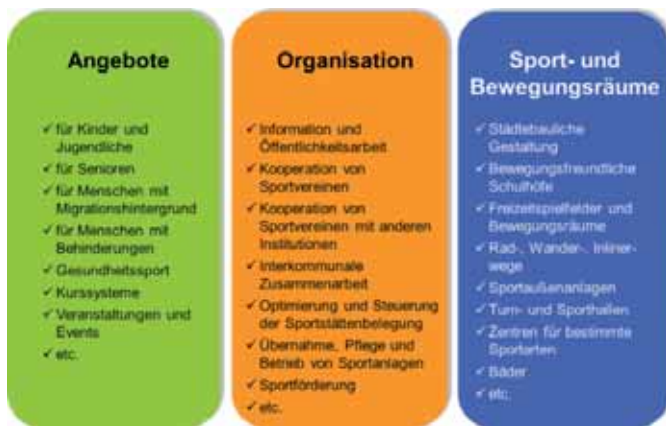 Angebote
✓ für Kinder und
Jugendliche
✓ für Senioren
✓ für Menschen mit
Migrationshintergrund
✓ für Menschen mit
Behinderungen
✓ Gesundheitssport
✓ Kurssysteme
✓ Veranstaltungen und
Events
✓ etc.
Organisation
✓ Information und
Öffentlichkeitsarbeit
✓ Kooperation von
Sportvereinen
✓ Kooperation von
Sportvereinen mit anderen
Institutionen
✓ Interkommunale
Zusammenarbeit
✓ Optimierung und Steuerung
der Sportstättenbelegung
✓ Übernahme, Pflege und
Betrieb von Sportanlagen
✓ Sportförderung
✓ etc.
Sport- und
Bewegungsräume
✓ Städtebauliche
Gestaltung
✓ Bewegungsfreundliche
Schulhöfe
✓ Freizeitspielfelder und
Bewegungsräume
✓ Rad-, Wander-, Inliner-
wege
✓ Sportaußenanlagen
✓ Turn- und Sporthallen
✓ Zentren für bestimmte
Sportarten
✓ Bäder
✓ etc.